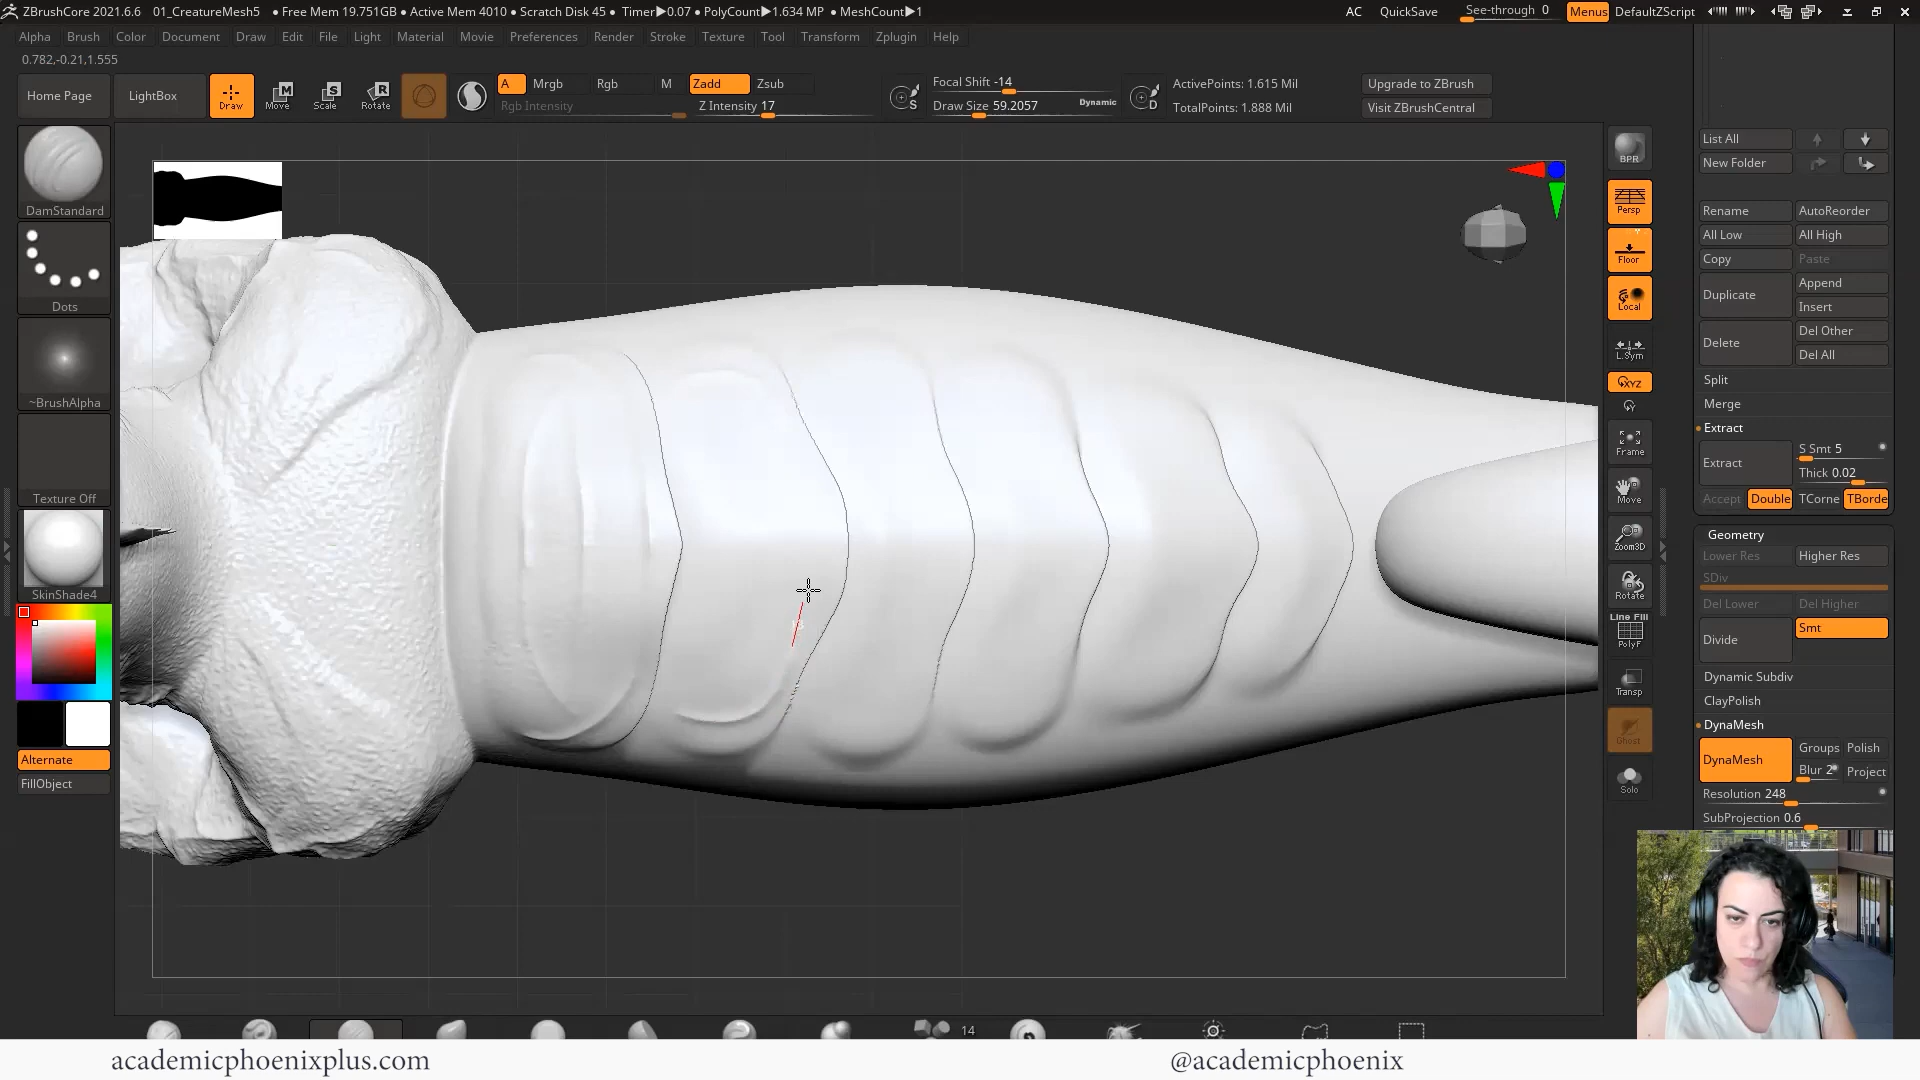 ZBrushCore 2021.6.6 01_CreatureMesh5 • Free Mem 19.751GB • Active Mem 4010 • Scratch Disk 45 • Timer▶0.07 • PolyCount▶1.634 MP • MeshCount▶1 AC QuickSave See-through 0 Menus DefaultZScript
Alpha Brush Color Document Draw Edit File Light Material Movie Preferences Render Stroke Texture Tool Transform Zplugin Help
0.782,-0.21,1.555
Home Page LightBox Draw Move Scale Rotate
A Mrgb Rgb M Zadd Zsub
Rgb Intensity Z Intensity 17
Focal Shift -14
Draw Size 59.2057 Dynamic
S D
ActivePoints: 1.615 Mil
TotalPoints: 1.888 Mil
Upgrade to ZBrush
Visit ZBrushCentral
DamStandard
Dots
~BrushAlpha
Texture Off
SkinShade4
Alternate
FillObject
BPR
Persp
Floor
Local
L.Sym
XYZ
Frame
Move
Zoom3D
Rotate
Line Fill
PolyF
Transp
Ghost
Solo
List All
New Folder
Rename AutoReorder
All Low All High
Copy Paste
Duplicate Append
Insert
Delete Del Other
Del All
Split
Merge
Extract
Extract S Smt 5
Thick 0.02
Accept Double TCorne TBorde
Geometry
Lower Res Higher Res
SDiv
Del Lower Del Higher
Divide Smt
Dynamic Subdiv
ClayPolish
DynaMesh
DynaMesh Groups Polish
Blur 2 Project
Resolution 248
SubProjection 0.6
14
academicphoenixplus.com
@academicphoenix